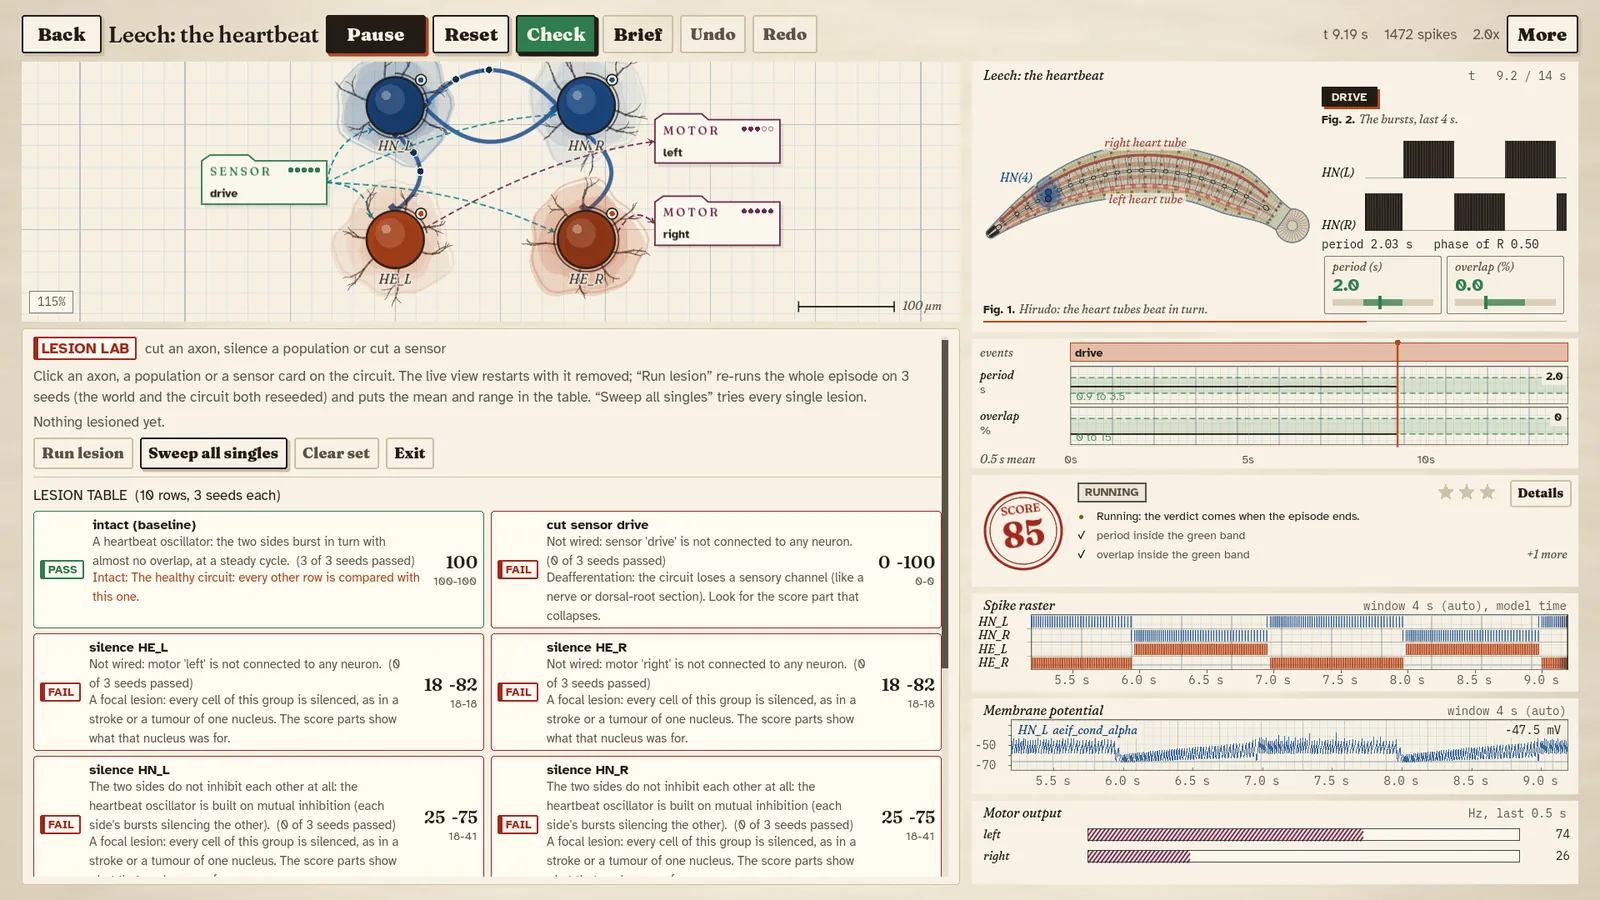 Back
Leech: the heartbeat
Pause
Reset
Check
Brief
Undo
Redo
t 9.19 s 1472 spikes 2.0x
More
HN_L
HN_R
SENSOR
drive
MOTOR
left
MOTOR
right
HE_L
HE_R
115%
100 µm
LESION LAB cut an axon, silence a population or cut a sensor
Click an axon, a population or a sensor card on the circuit. The live view restarts with it removed; “Run lesion” re-runs the whole episode on 3
seeds (the world and the circuit both reseeded) and puts the mean and range in the table. “Sweep all singles” tries every single lesion.
Nothing lesioned yet.
Run lesion
Sweep all singles
Clear set
Exit
LESION TABLE (10 rows, 3 seeds each)
PASS
intact (baseline)
A heartbeat oscillator: the two sides burst in turn with
almost no overlap, at a steady cycle. (3 of 3 seeds passed)
Intact: The healthy circuit: every other row is compared with
this one.
100
100-100
FAIL
cut sensor drive
Not wired: sensor 'drive' is not connected to any neuron.
(0 of 3 seeds passed)
Deafferentation: the circuit loses a sensory channel (like a
nerve or dorsal-root section). Look for the score part that
collapses.
0 -100
0-0
FAIL
silence HE_L
Not wired: motor 'left' is not connected to any neuron. (0
of 3 seeds passed)
A focal lesion: every cell of this group is silenced, as in a
stroke or a tumour of one nucleus. The score parts show
what that nucleus was for.
18 -82
18-18
FAIL
silence HE_R
Not wired: motor 'right' is not connected to any neuron. (0
of 3 seeds passed)
A focal lesion: every cell of this group is silenced, as in a
stroke or a tumour of one nucleus. The score parts show
what that nucleus was for.
18 -82
18-18
FAIL
silence HN_L
The two sides do not inhibit each other at all: the
heartbeat oscillator is built on mutual inhibition (each
side's bursts silencing the other). (0 of 3 seeds passed)
A focal lesion: every cell of this group is silenced, as in a
stroke or a tumour of one nucleus. The score parts show
25 -75
18-41
FAIL
silence HN_R
The two sides do not inhibit each other at all: the
heartbeat oscillator is built on mutual inhibition (each
side's bursts silencing the other). (0 of 3 seeds passed)
A focal lesion: every cell of this group is silenced, as in a
stroke or a tumour of one nucleus. The score parts show
25 -75
18-41
Leech: the heartbeat
t 9.2 / 14 s
DRIVE
Fig. 2. The bursts, last 4 s.
right heart tube
HN(4)
left heart tube
HN(L)
HN(R)
period 2.03 s phase of R 0.50
period (s)
2.0
overlap (%)
0.0
Fig. 1. Hirudo: the heart tubes beat in turn.
events
drive
period
s
2.0
0.9 to 3.5
overlap
%
0
0 to 15
0.5 s mean
0s 5s 10s
SCORE
85
RUNNING
Details
Running: the verdict comes when the episode ends.
✓ period inside the green band
✓ overlap inside the green band
+1 more
Spike raster
window 4 s (auto), model time
HN_L
HN_R
HE_L
HE_R
5.5 s 6.0 s 6.5 s 7.0 s 7.5 s 8.0 s 8.5 s 9.0 s
Membrane potential
window 4 s (auto)
HN_L aeif_cond_alpha
-47.5 mV
-50
-70
5.5 s 6.0 s 6.5 s 7.0 s 7.5 s 8.0 s 8.5 s 9.0 s
Motor output
Hz, last 0.5 s
left
74
right
26